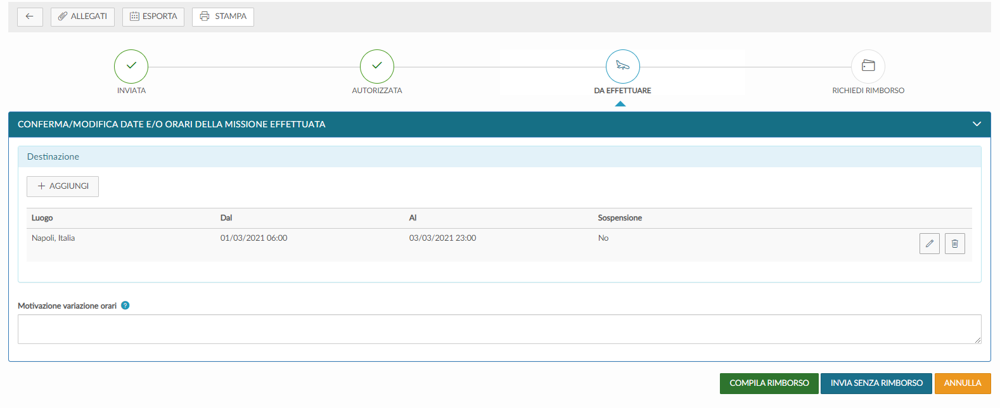 ALLEGATI ESPORTA STAMPA
INVIATA AUTORIZZATA DA EFFETTUARE RICHIEDI RIMBORSO
CONFERMA/MODIFICA DATE E/O ORARI DELLA MISSIONE EFFETTUATA
Destinazione
+ AGGIUNGI
Luogo Dal Al Sospensione
Napoli, Italia 01/03/2021 06:00 03/03/2021 23:00 No
Motivazione variazione orari ?
COMPILA RIMBORSO INVIA SENZA RIMBORSO ANNULLA